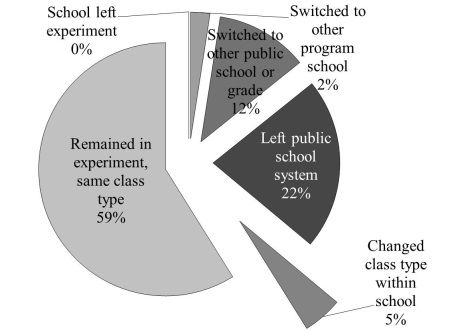 School left
experiment
0%
Switched to
other program
school
2%
Switched to
other public
school or
grade
12%
Left public
school
system
22%
Remained in
experiment,
same class
type
59%
Changed
class type
within
school
5%